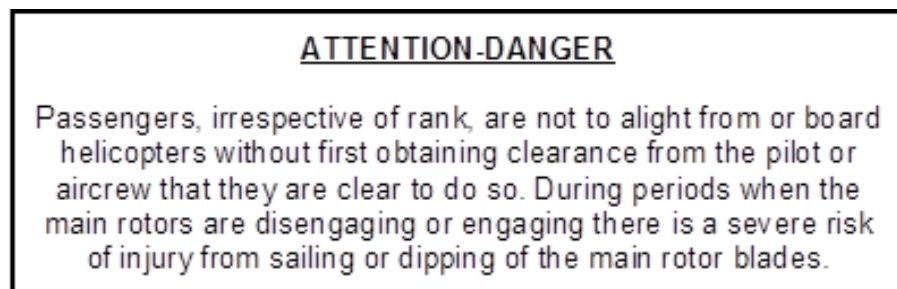 ATTENTION-DANGER
Passengers, irrespective of rank, are not to alight from or board
helicopters without first obtaining clearance from the pilot or
aircrew that they are clear to do so. During periods when the
main rotors are disengaging or engaging there is a severe risk
of injury from sailing or dipping of the main rotor blades.